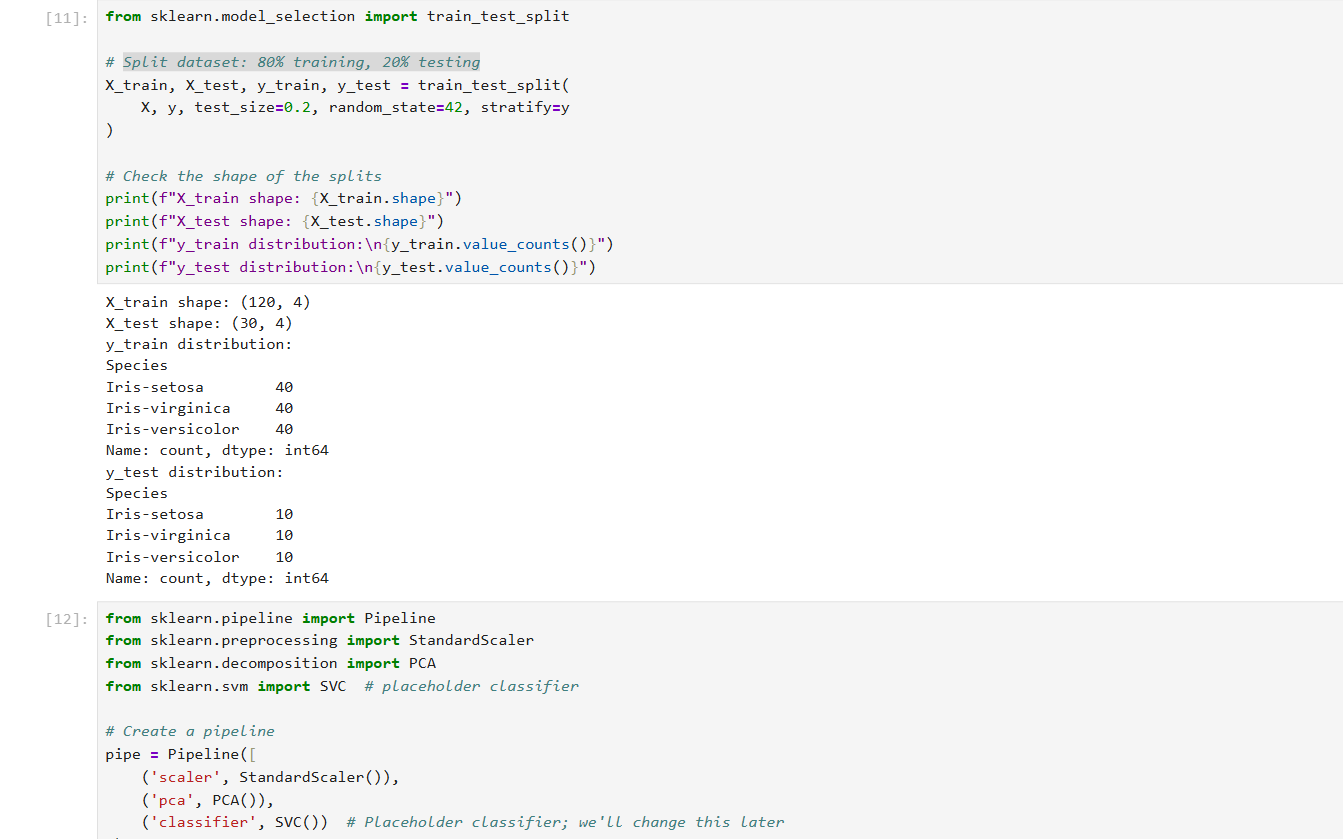 [11]: from sklearn.model_selection import train_test_split
# Split dataset: 80% training, 20% testing
X_train, X_test, y_train, y_test = train_test_split(
    X, y, test_size=0.2, random_state=42, stratify=y
)
# Check the shape of the splits
print(f"X_train shape: {X_train.shape}")
print(f"X_test shape: {X_test.shape}")
print(f"y_train distribution:\n{y_train.value_counts()}")
print(f"y_test distribution:\n{y_test.value_counts()}")
X_train shape: (120, 4)
X_test shape: (30, 4)
y_train distribution:
Species
Iris-setosa        40
Iris-virginica     40
Iris-versicolor    40
Name: count, dtype: int64
y_test distribution:
Species
Iris-setosa        10
Iris-virginica     10
Iris-versicolor    10
Name: count, dtype: int64
[12]: from sklearn.pipeline import Pipeline
from sklearn.preprocessing import StandardScaler
from sklearn.decomposition import PCA
from sklearn.svm import SVC  # placeholder classifier
# Create a pipeline
pipe = Pipeline([
    ('scaler', StandardScaler()),
    ('pca', PCA()),
    ('classifier', SVC())  # Placeholder classifier; we'll change this later